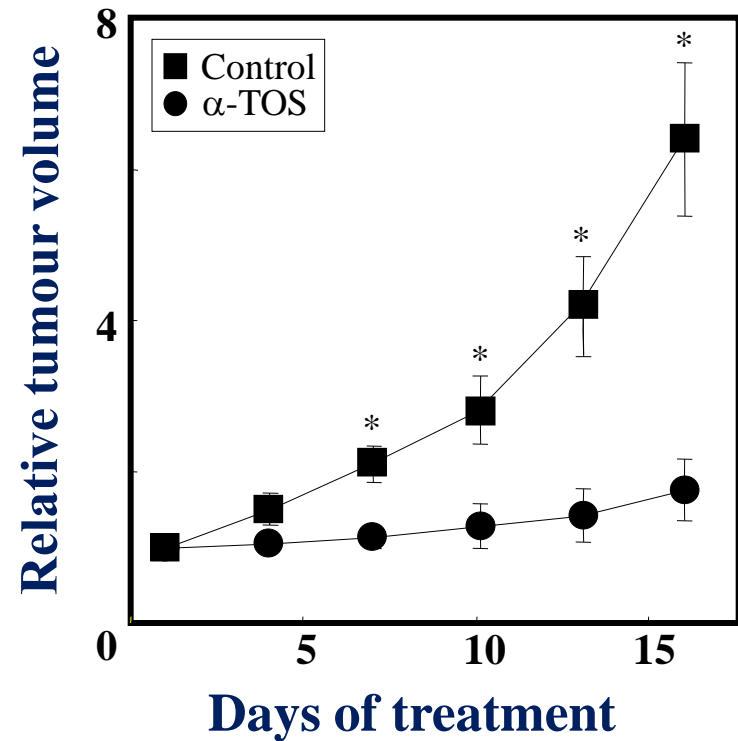 8
Control
α-TOS
*
*
*
*
Relative tumour volume
4
0
5
10
15
Days of treatment